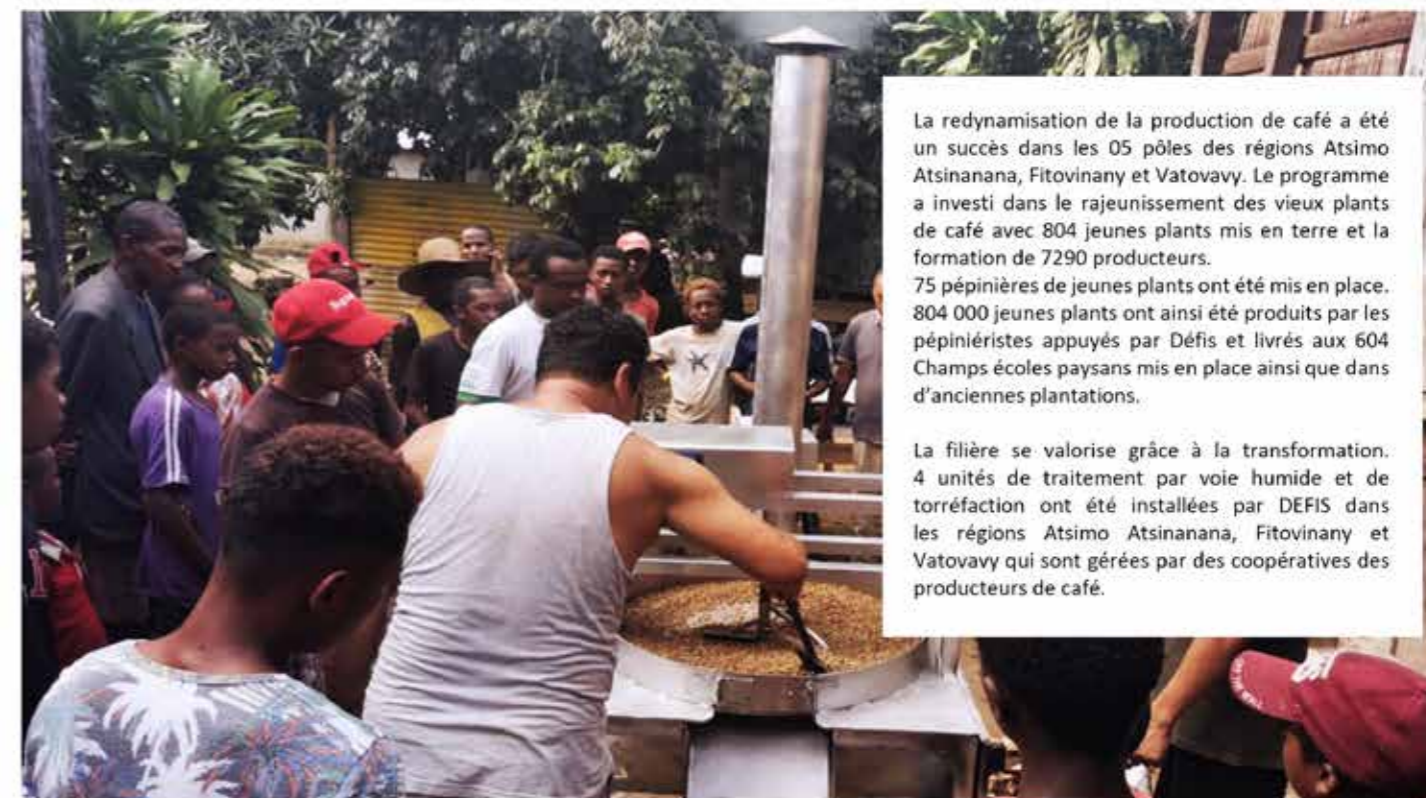 La redynamisation de la production de café a été
un succès dans les 05 pôles des régions Atsimo
Atsinanana, Fitovinany et Vatovavy. Le programme
a investi dans le rajeunissement des vieux plants
de café avec 804 jeunes plants mis en terre et la
formation de 7290 producteurs.
75 pépinières de jeunes plants ont été mis en place.
804 000 jeunes plants ont ainsi été produits par les
pépiniéristes appuyés par Défis et livrés aux 604
Champs écoles paysans mis en place ainsi que dans
d'anciennes plantations.
La filière se valorise grâce à la transformation.
4 unités de traitement par voie humide et de
torréfaction ont été installées par DEFIS dans
les régions Atsimo Atsinanana, Fitovinany et
Vatovavy qui sont gérées par des coopératives des
producteurs de café.